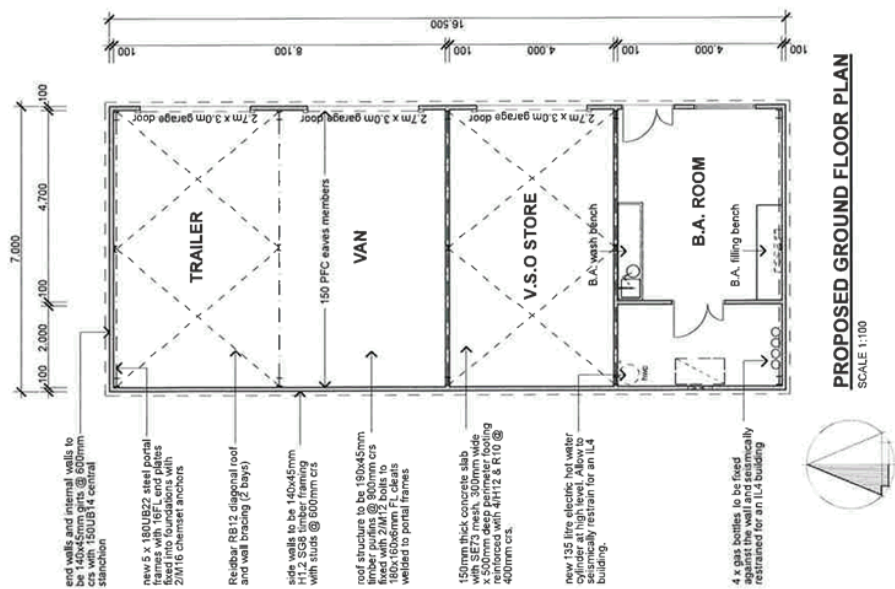 16.500
100
8.100
100
4.000
100
4.000
100
7.000
100
4.700
100
2.000
100
2.7m x 3.0m garage door
2.7m x 3.0m garage door
2.7m x 3.0m garage door
TRAILER
VAN
150 PFC eaves members
V.S.O STORE
B.A. wash bench
B.A. ROOM
B.A. filling bench
hwc
end walls and internal walls to
be 140x45mm girts @ 600mm
crs with 150UB14 central
stanchion
new 5 x 180UB22 steel portal
frames with 16FL end plates
fixed into foundations with
2/M16 chemset anchors
Reidbar RB12 diagonal roof
and wall bracing (2 bays)
side walls to be 140x45mm
H1.2 SG8 timber framing
with studs @ 600mm crs
roof structure to be 190x45mm
timber purlins @ 900mm crs
fixed with 2/M12 bolts to
180x160x6mm FL cleats
welded to portal frames
150mm thick concrete slab
with SE73 mesh, 300mm wide
x 500mm deep perimeter footing
reinforced with 4/H12 & R10 @
400mm crs.
new 135 litre electric hot water
cylinder at high level. Allow to
seismically restrain for an iL4
building.
4 x gas bottles to be fixed
against the wall and seismically
restrained for an IL4 building
PROPOSED GROUND FLOOR PLAN
SCALE 1:100